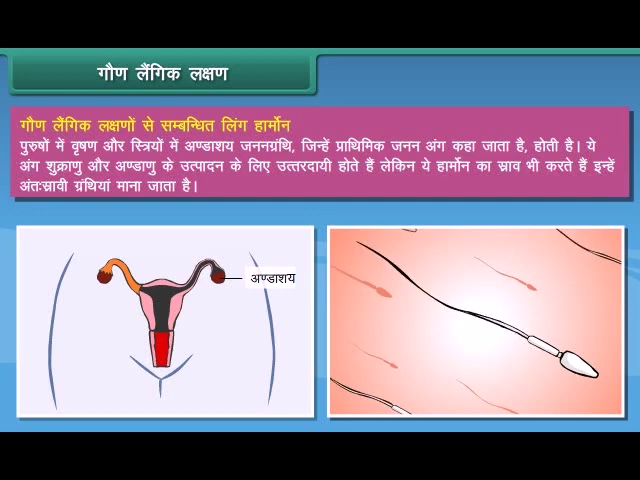 गौण लैंगिक लक्षण
गौण लैंगिक लक्षणों से सम्बन्धित लिंग हार्मोन
पुरुषों में वृषण और स्त्रियों में अण्डाशय जननग्रंथि, जिन्हें प्राथिमिक जनन अंग कहा जाता है, होती है। ये
अंग शुक्राणु और अण्डाणु के उत्पादन के लिए उत्तरदायी होते हैं लेकिन ये हार्मोन का स्राव भी करते हैं इन्हें
अंतःस्रावी ग्रंथियां माना जाता है।
अण्डाशय